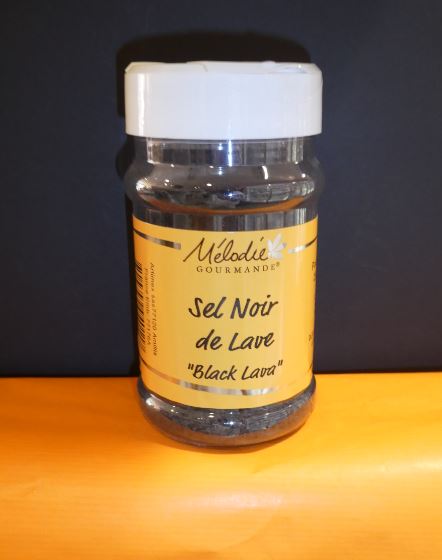 Mélodie
GOURMANDE®
Sel Noir
de Lave
"Black Lava"